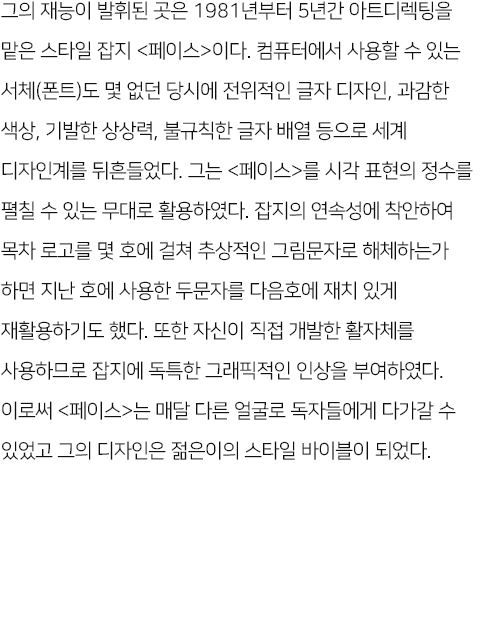 그의 재능이 발휘된 곳은 1981년부터 5년간 아트디렉팅을
맡은 스타일 잡지 <페이스>이다. 컴퓨터에서 사용할 수 있는
서체(폰트)도 몇 없던 당시에 전위적인 글자 디자인, 과감한
색상, 기발한 상상력, 불규칙한 글자 배열 등으로 세계
디자인계를 뒤흔들었다. 그는 <페이스>를 시각 표현의 정수를
펼칠 수 있는 무대로 활용하였다. 잡지의 연속성에 착안하여
목차 로고를 몇 호에 걸쳐 추상적인 그림문자로 해체하는가
하면 지난 호에 사용한 두문자를 다음호에 재치 있게
재활용하기도 했다. 또한 자신이 직접 개발한 활자체를
사용하므로 잡지에 독특한 그래픽적인 인상을 부여하였다.
이로써 <페이스>는 매달 다른 얼굴로 독자들에게 다가갈 수
있었고 그의 디자인은 젊은이의 스타일 바이블이 되었다.